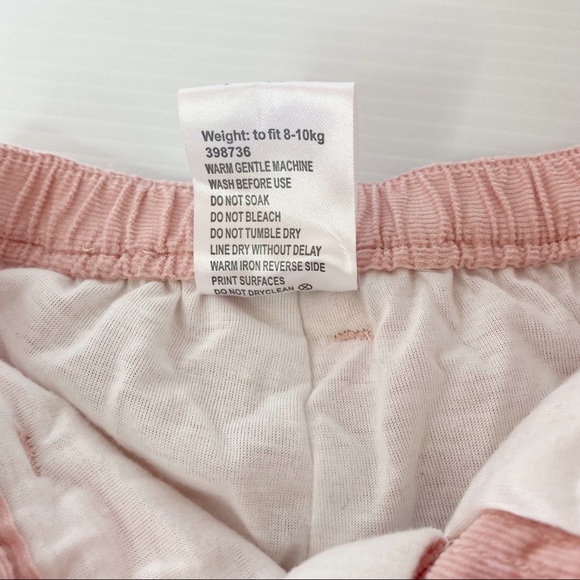 Weight: to fit 8-10kg
398736
WARM GENTLE MACHINE
WASH BEFORE USE
DO NOT SOAK
DO NOT BLEACH
DO NOT TUMBLE DRY
LINE DRY WITHOUT DELAY
WARM IRON REVERSE SIDE
PRINT SURFACES
DO NOT DRYCLEAN